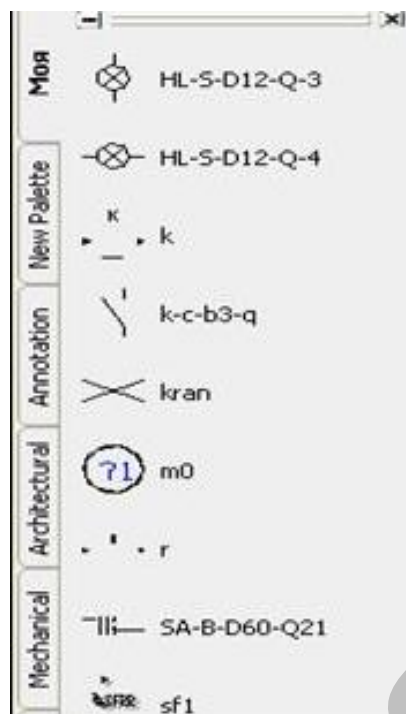 Моя
New Palette
Annotation
Architectural
Mechanical
HL-S-D12-Q-3
HL-S-D12-Q-4
K
k
k-c-b3-q
kran
?1
m0
r
SA-B-D60-Q21
sf1